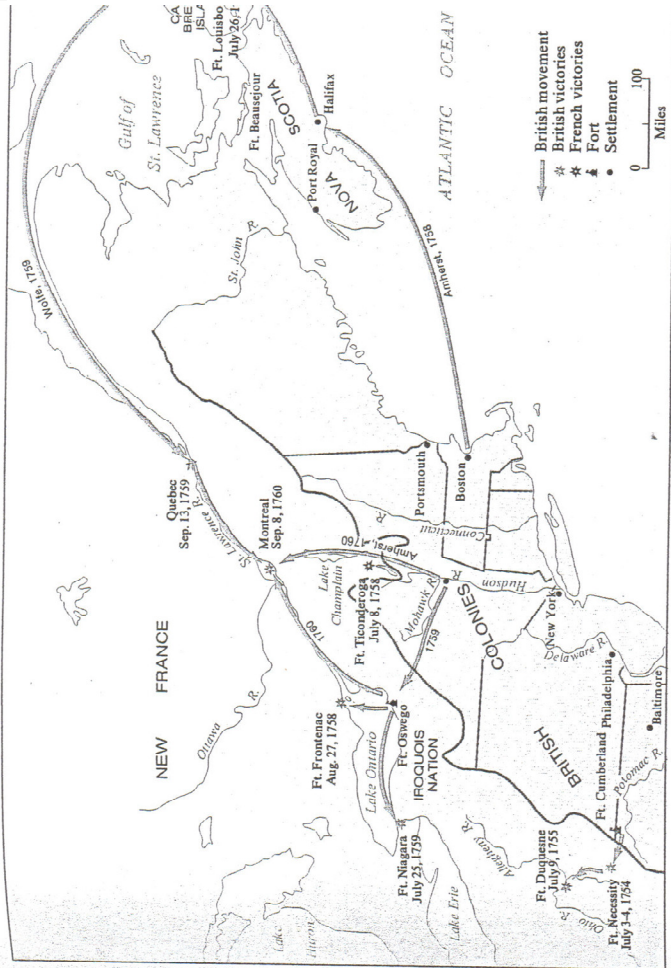 Wolfe, 1759
Gulf of
St. Lawrence
CA
BRE
ISLA
Ft. Louisbo
July 26,1
Ft. Beausejour
NOVA
SCOTIA
Port Royal
Halifax
ATLANTIC OCEAN
St. John R.
Amherst, 1758
Quebec
Sep. 13, 1759
St. Lawrence R.
Montreal
Sep. 8, 1760
NEW FRANCE
Ottawa R.
1760
Lake
Champlain
Amherst, 1760
Ft. Ticonderoga
July 8, 1758
Connecticut R.
Portsmouth
Boston
Ft. Frontenac
Aug. 27, 1758
Lake Ontario
Ft. Oswego
Mohawk R.
1759
Hudson R.
IROQUOIS
NATION
Ft. Niagara
July 25, 1759
Lake
Huron
Lake Erie
BRITISH COLONIES
New York
Delaware R.
Philadelphia
Baltimore
Allegheny R.
Ft. Duquesne
July 9, 1755
Ohio R.
Ft. Necessity
July 3-4, 1754
Ft. Cumberland
Potomac R.
British movement
British victories
French victories
Fort
Settlement
0 100
Miles